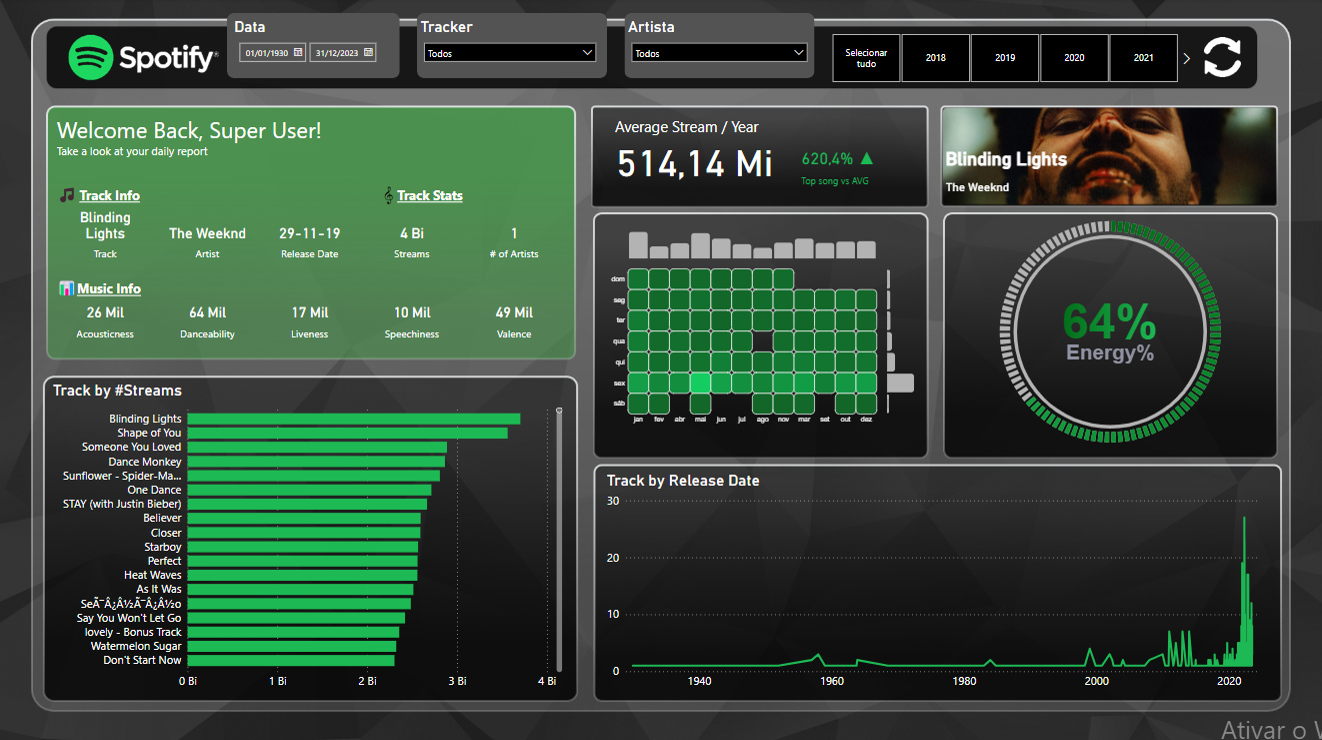 Spotify®
Data
01/01/1930
31/12/2023
Tracker
Todos
Artista
Todos
Selecionar
tudo
2018
2019
2020
2021
Welcome Back, Super User!
Take a look at your daily report
Track Info
Track Stats
Blinding
Lights
The Weeknd
29-11-19
4 Bi
1
Track
Artist
Release Date
Streams
# of Artists
Music Info
26 Mil
64 Mil
17 Mil
10 Mil
49 Mil
Acousticness
Danceability
Liveness
Speechiness
Valence
Average Stream / Year
514,14 Mi
620,4% ▲
Top song vs AVG
Blinding Lights
The Weeknd
dom
seg
ter
qua
qui
sex
sáb
jan
fev
abr
mai
jun
jul
ago
nov
mar
set
out
dez
64%
Energy%
Track by #Streams
Blinding Lights
Shape of You
Someone You Loved
Dance Monkey
Sunflower - Spider-Ma...
One Dance
STAY (with Justin Bieber)
Believer
Closer
Starboy
Perfect
Heat Waves
As It Was
SeÃ¯Â¿Â½Ã¯Â¿Â½o
Say You Won't Let Go
lovely - Bonus Track
Watermelon Sugar
Don't Start Now
0 Bi
1 Bi
2 Bi
3 Bi
4 Bi
Track by Release Date
30
20
10
0
1940
1960
1980
2000
2020
Ativar o